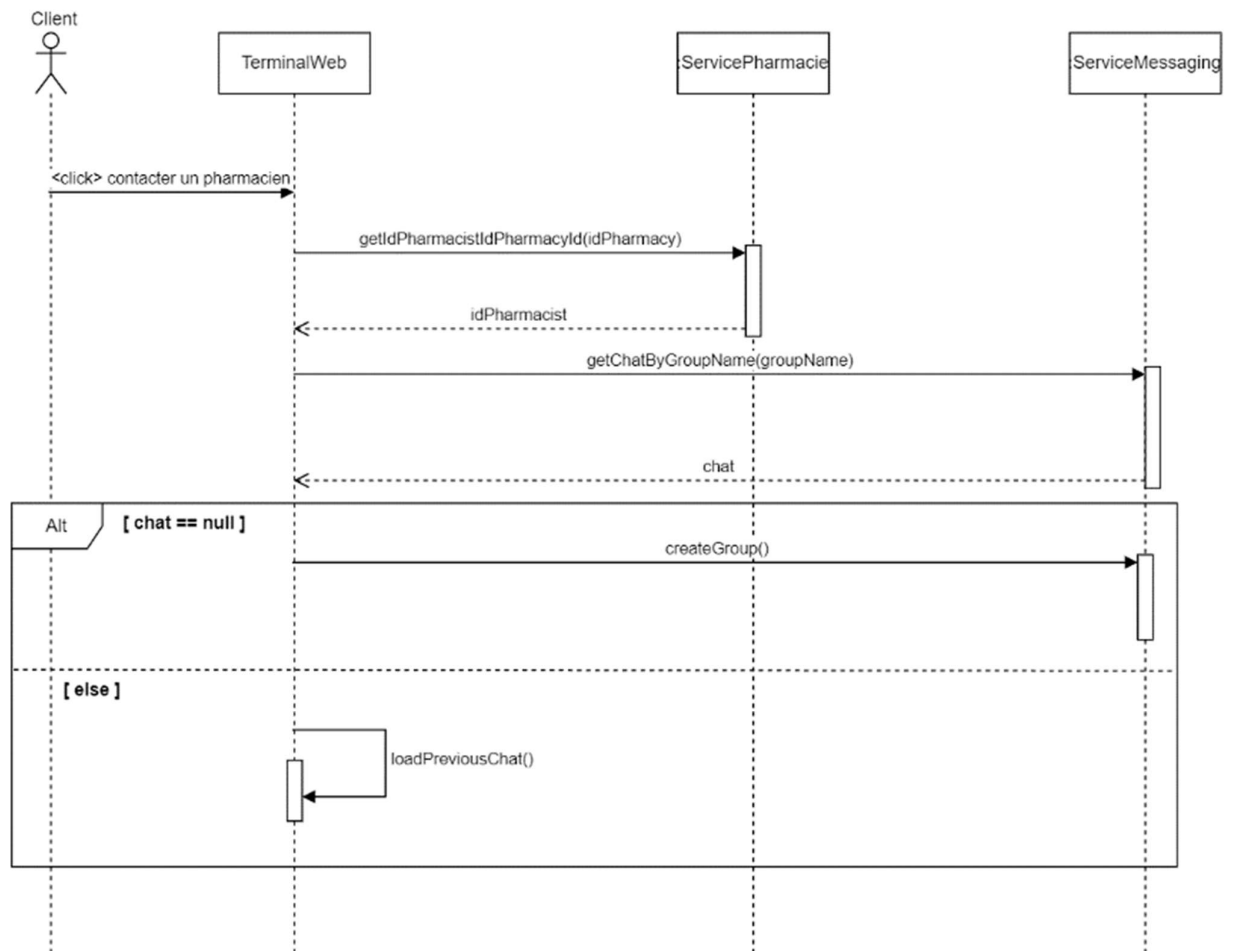 Client
TerminalWeb
:ServicePharmacie
:ServiceMessaging
<click> contacter un pharmacien
getIdPharmacistIdPharmacyId(idPharmacy)
idPharmacist
getChatByGroupName(groupName)
chat
Alt
[ chat == null ]
createGroup()
[ else ]
loadPreviousChat()